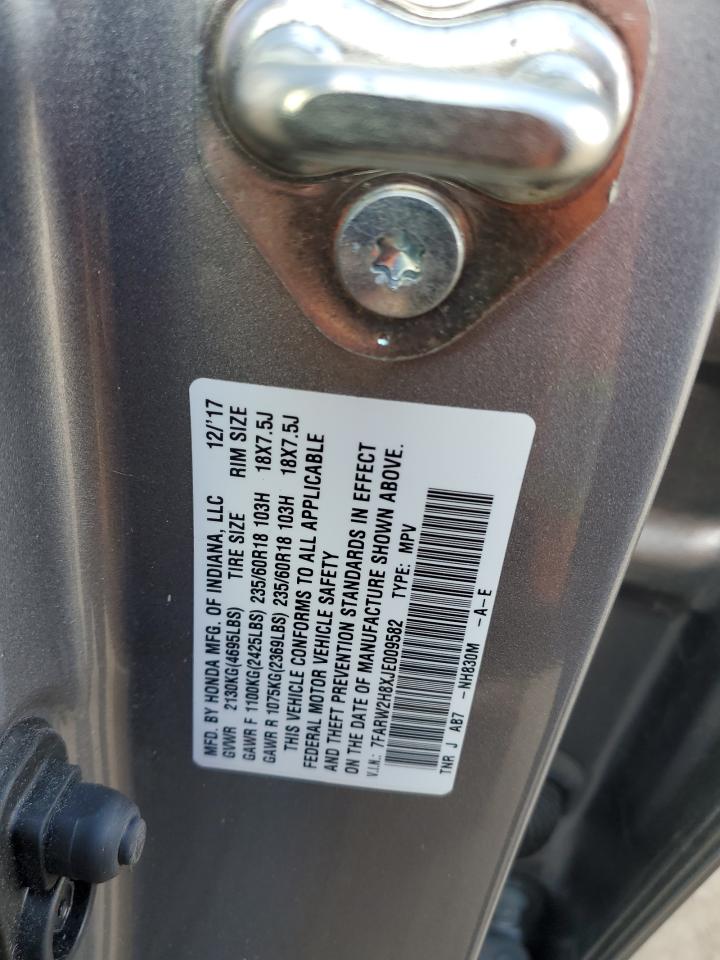 MFD. BY HONDA MFG. OF INDIANA, LLC 12/'17
GVWR 2130KG(4695LBS) TIRE SIZE RIM SIZE
GAWR F 1100KG(2425LBS) 235/60R18 103H 18X7.5J
GAWR R 1075KG(2369LBS) 235/60R18 103H 18X7.5J
THIS VEHICLE CONFORMS TO ALL APPLICABLE
FEDERAL MOTOR VEHICLE SAFETY
AND THEFT PREVENTION STANDARDS IN EFFECT
ON THE DATE OF MANUFACTURE SHOWN ABOVE.
V.I.N.: 7FARW2H8XJE009582 TYPE: MPV
TNR J AB7 -NH830M -A-E